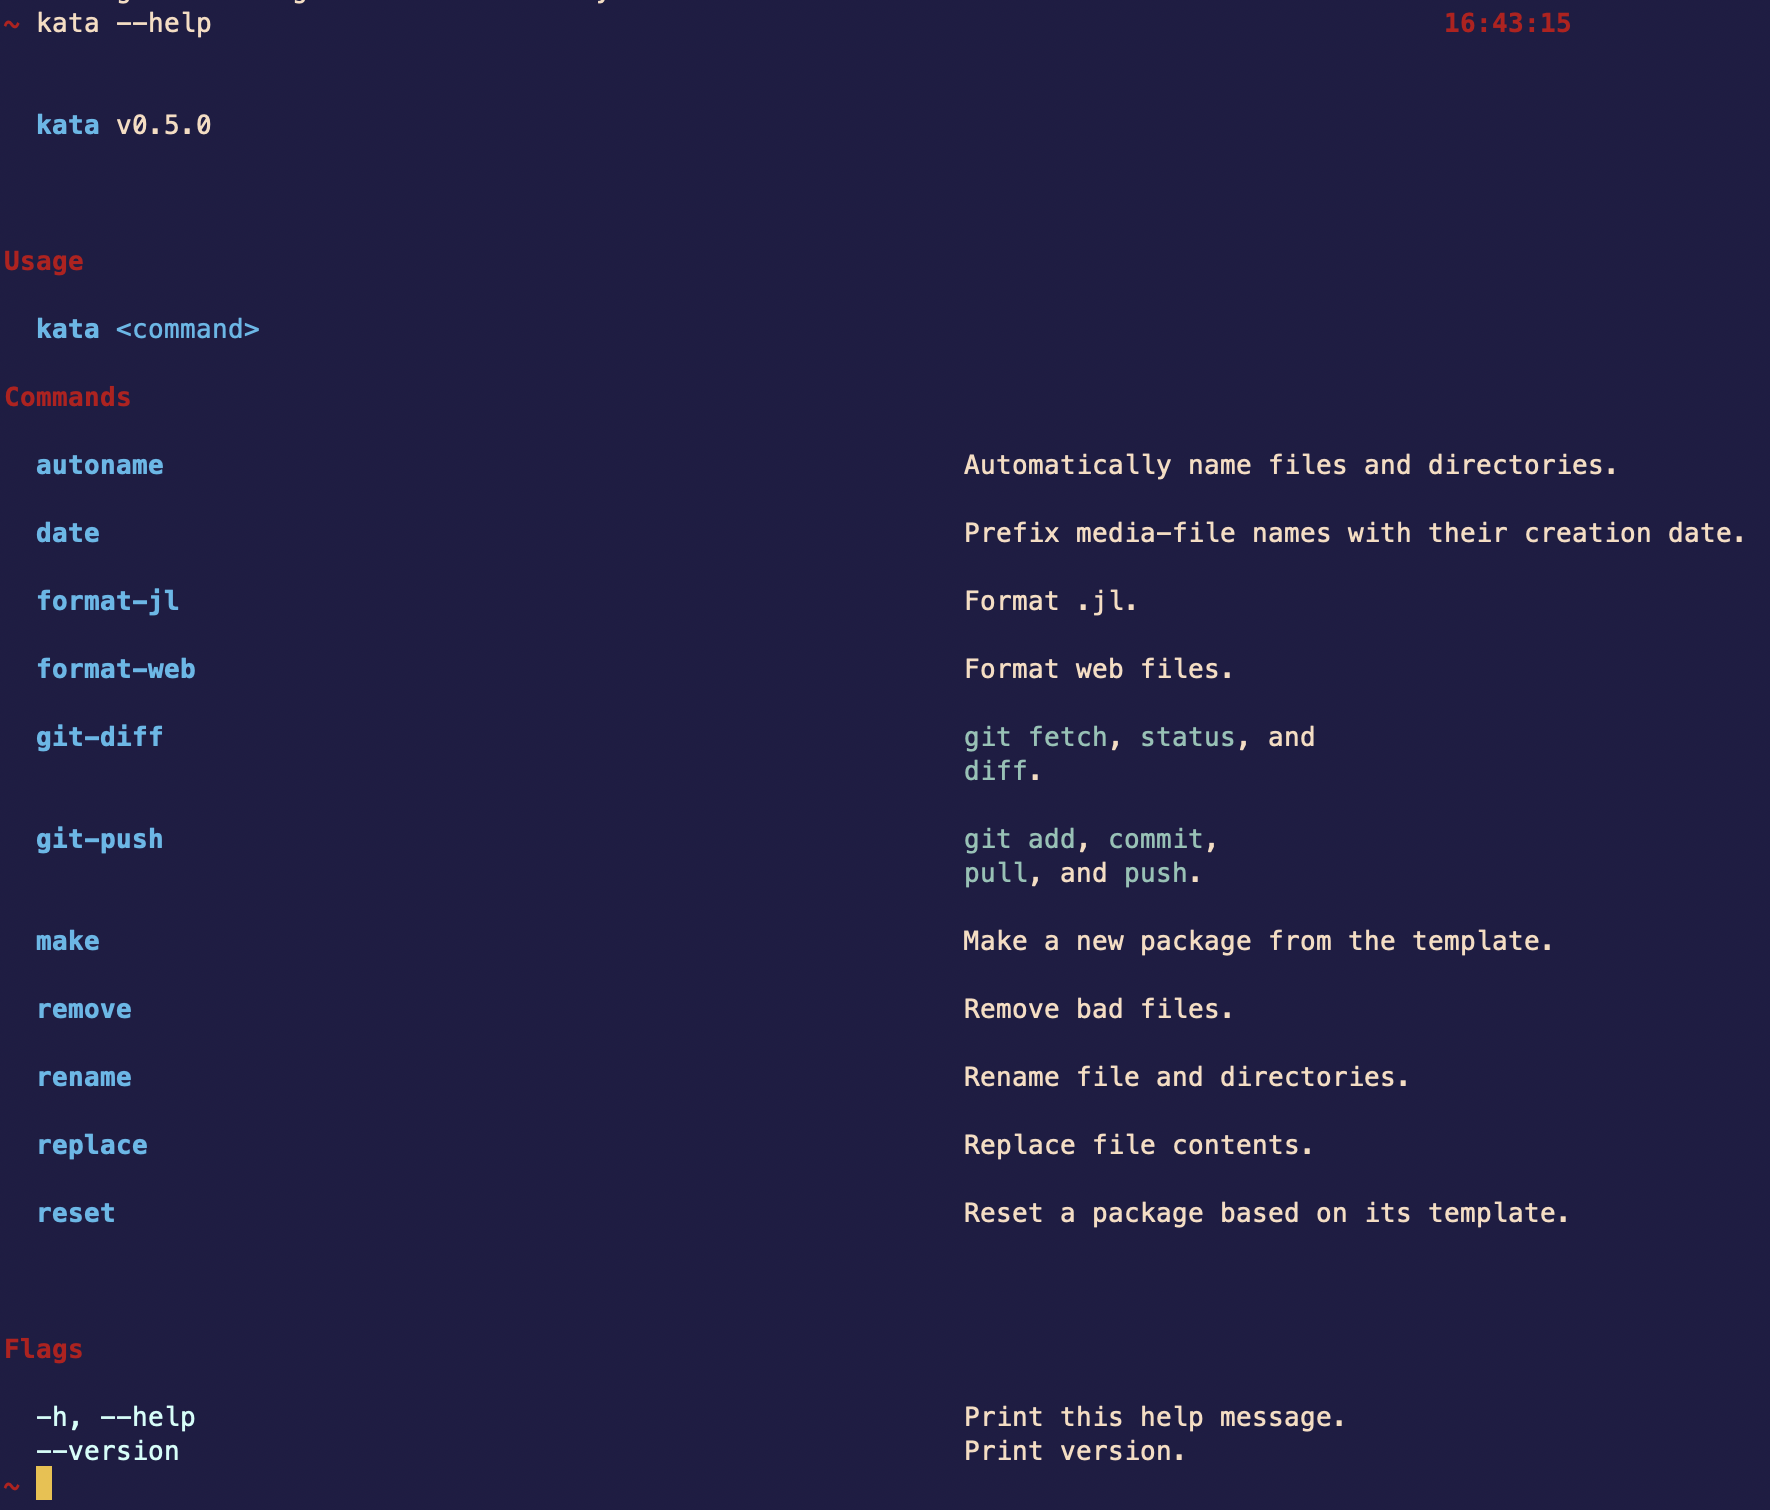 ~ kata --help 16:43:15
kata v0.5.0
Usage
kata <command>
Commands
autoname Automatically name files and directories.
date Prefix media-file names with their creation date.
format-jl Format .jl.
format-web Format web files.
git-diff git fetch, status, and
diff.
git-push git add, commit,
pull, and push.
make Make a new package from the template.
remove Remove bad files.
rename Rename file and directories.
replace Replace file contents.
reset Reset a package based on its template.
Flags
-h, --help Print this help message.
--version Print version.
~